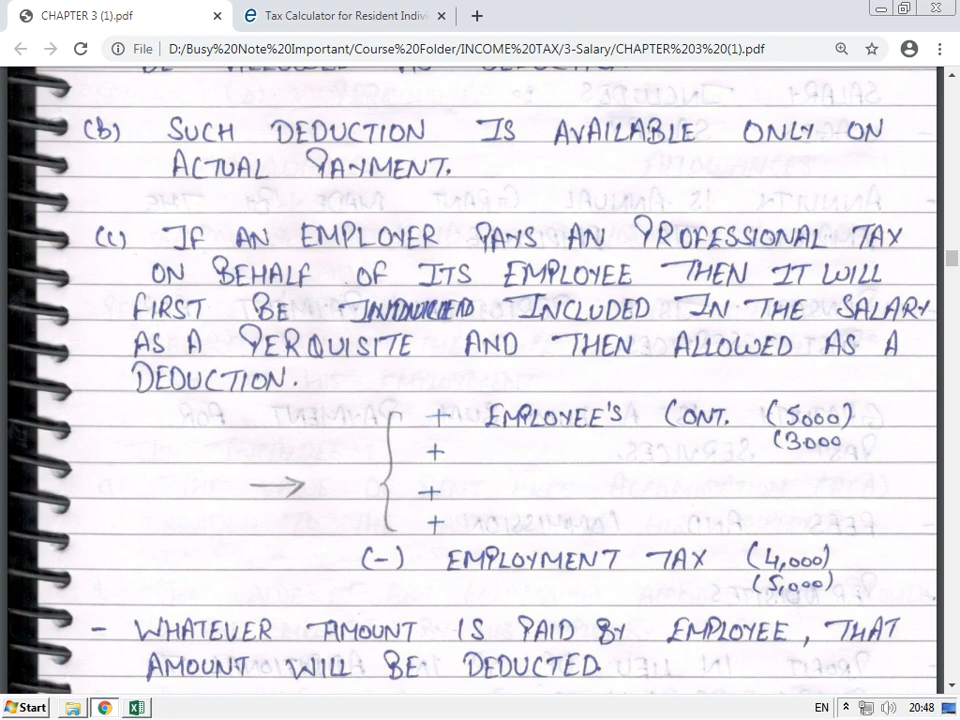 CHAPTER 3 (1).pdf
Tax Calculator for Resident Indivi
File
D:/Busy%20Note%20Important/Course%20Folder/INCOME%20TAX/3-Salary/CHAPTER%203%20(1).pdf
(b) SUCH DEDUCTION IS AVAILABLE ONLY ON
ACTUAL PAYMENT.
(c) IF AN EMPLOYER PAYS AN PROFESSIONAL TAX
ON BEHALF OF ITS EMPLOYEE THEN IT WILL
FIRST BE INCLUDED IN THE SALARY
AS A PERQUISITE AND THEN ALLOWED AS A
DEDUCTION.
+ EMPLOYEE'S CONT. (5000)
+ (3000
+
+
(-) EMPLOYMENT TAX (4,000)
(5,000)
- WHATEVER AMOUNT IS PAID BY EMPLOYEE, THAT
AMOUNT WILL BE DEDUCTED.
Start
EN
20:48